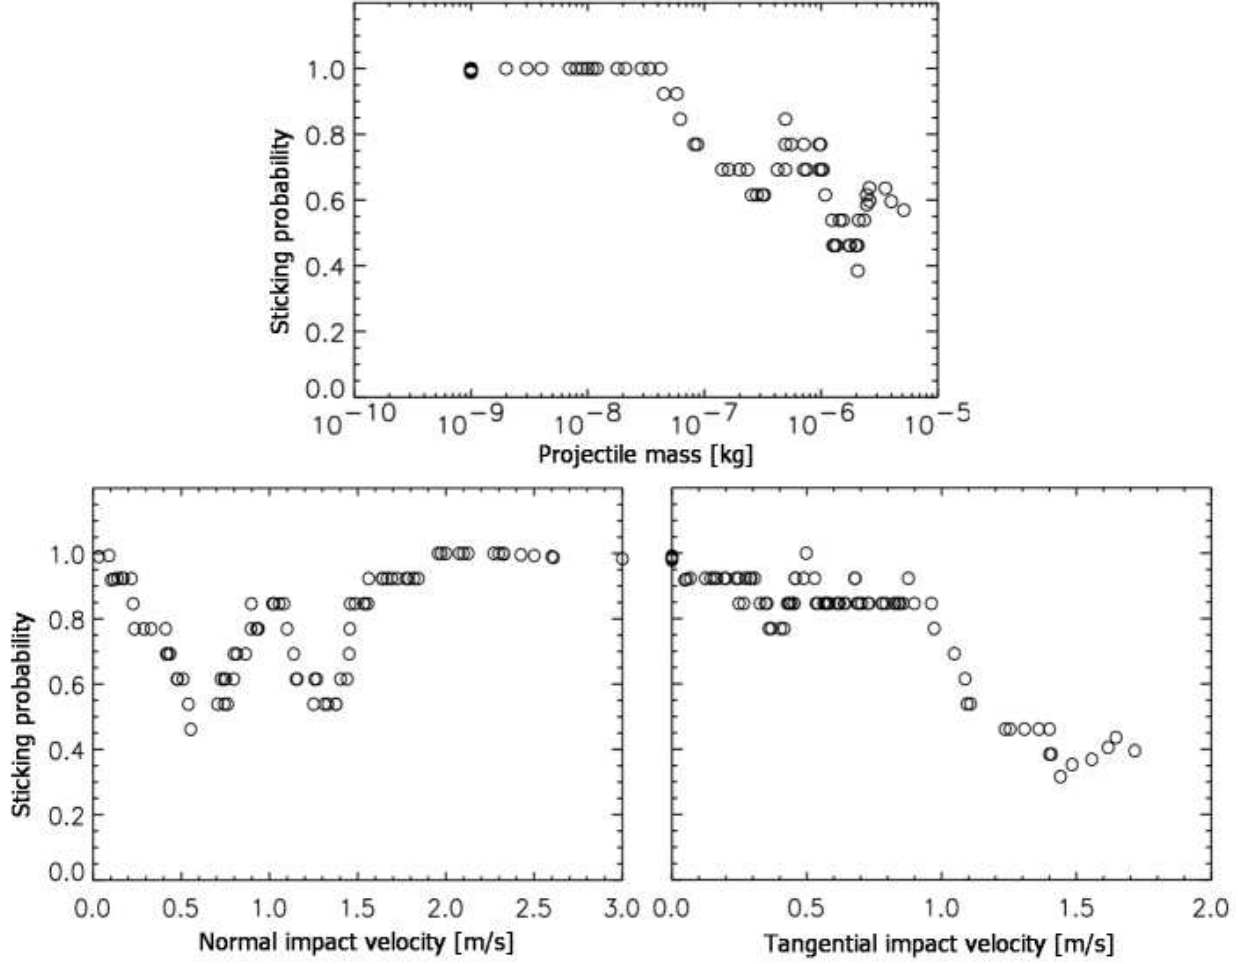 1.0
0.8
0.6
0.4
0.2
0.0
Sticking probability
10−10 10−9 10−8 10−7 10−6 10−5
Projectile mass [kg]
1.0
0.8
0.6
0.4
0.2
0.0
Sticking probability
0.0 0.5 1.0 1.5 2.0 2.5 3.0 0.0 0.5 1.0 1.5 2.0
Normal impact velocity [m/s] Tangential impact velocity [m/s]